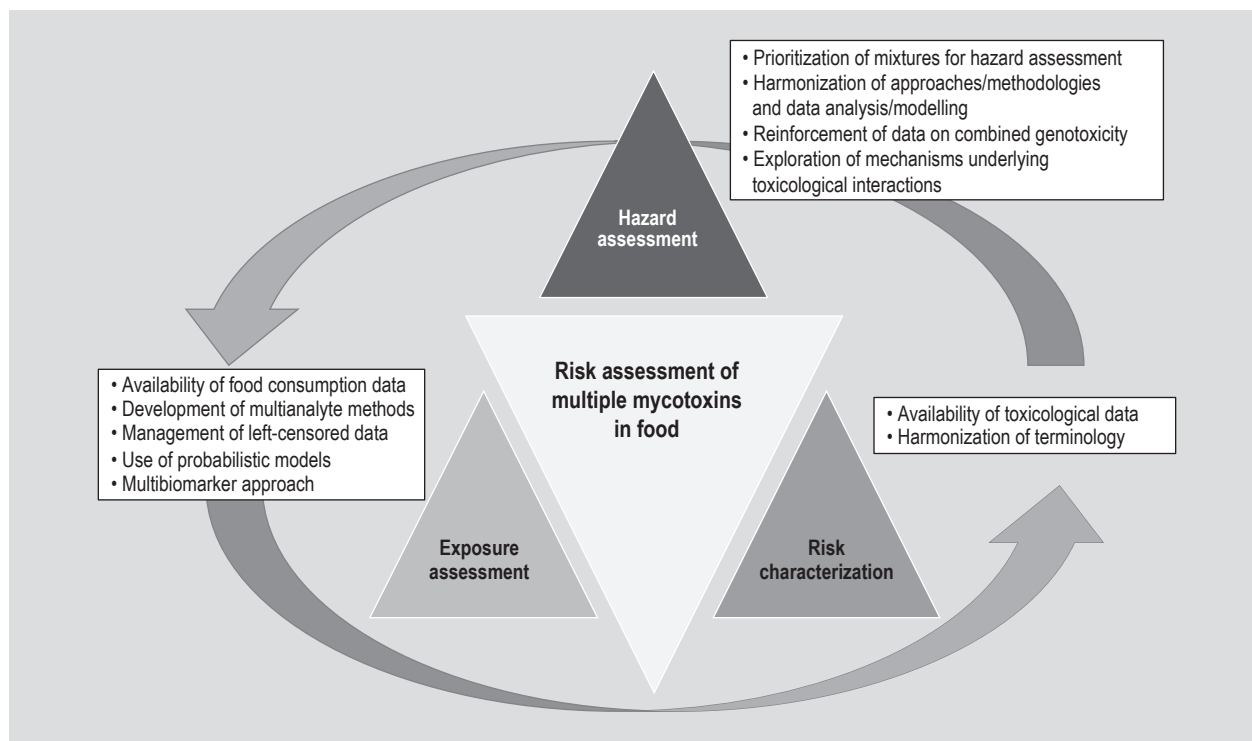 • Prioritization of mixtures for hazard assessment
• Harmonization of approaches/methodologies
and data analysis/modelling
• Reinforcement of data on combined genotoxicity
• Exploration of mechanisms underlying
toxicological interactions
Hazard
assessment
Risk assessment of
multiple mycotoxins
in food
• Availability of food consumption data
• Development of multianalyte methods
• Management of left-censored data
• Use of probabilistic models
• Multibiomarker approach
• Availability of toxicological data
• Harmonization of terminology
Exposure
assessment
Risk
characterization